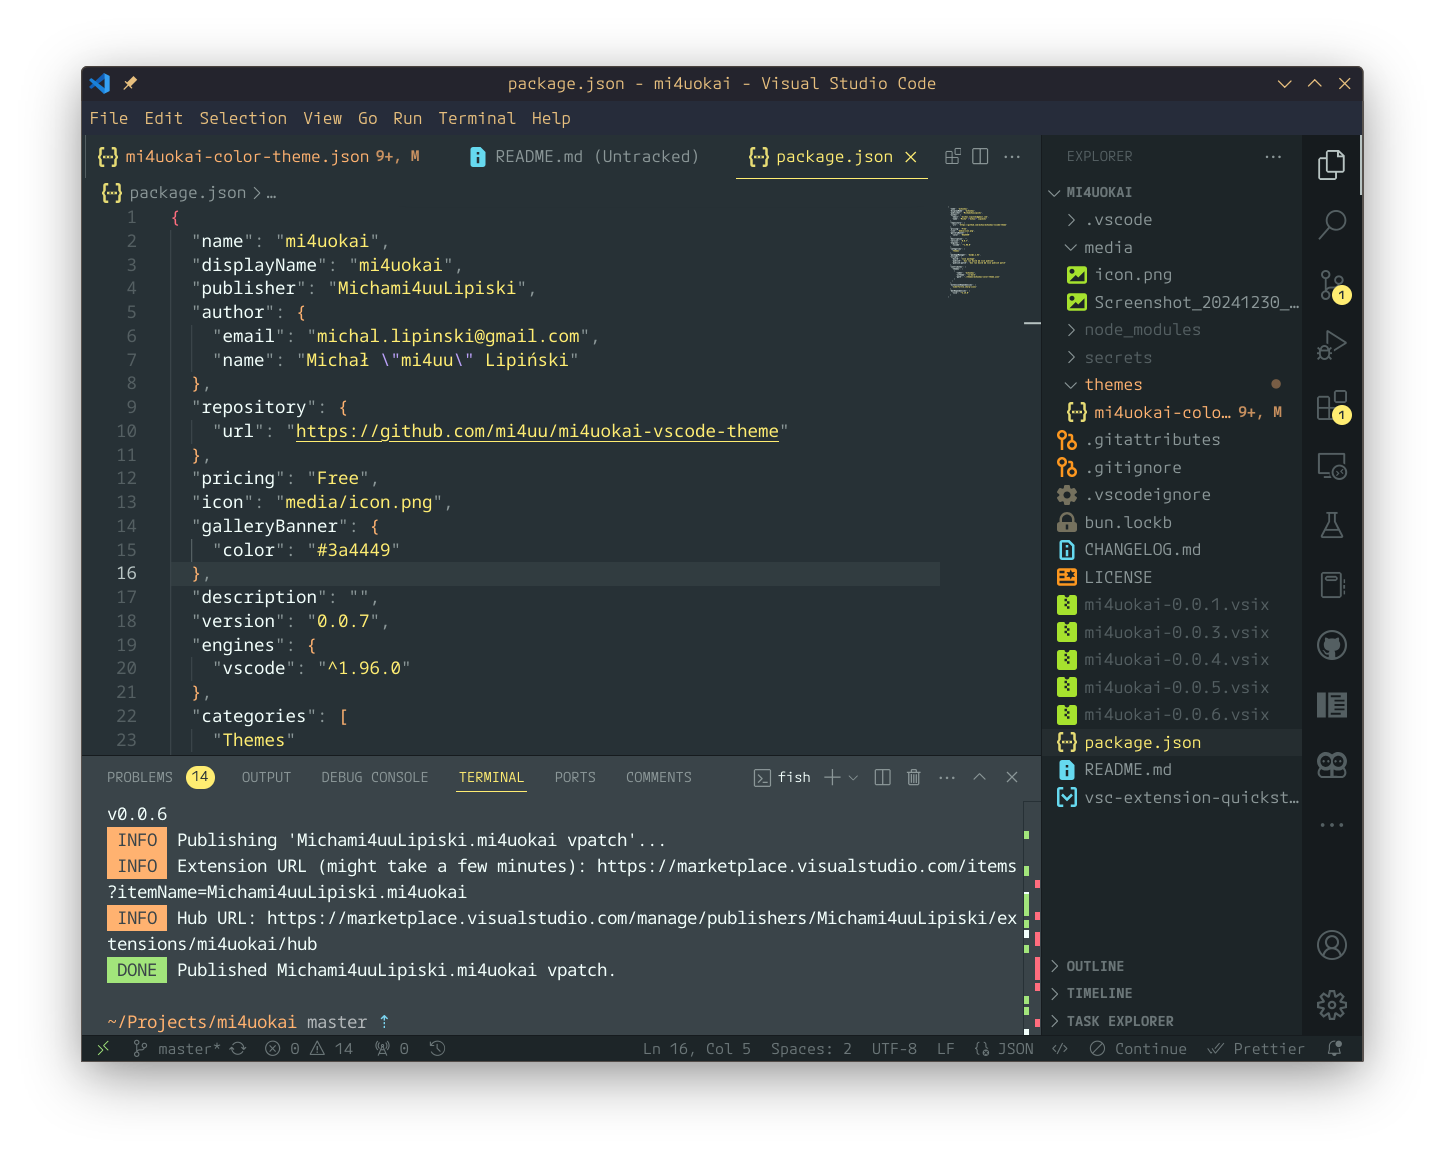 package.json - mi4uokai - Visual Studio Code
File Edit Selection View Go Run Terminal Help
mi4uokai-color-theme.json 9+, M
README.md (Untracked)
package.json
package.json > …
1 {
2 "name": "mi4uokai",
3 "displayName": "mi4uokai",
4 "publisher": "Michami4uuLipiski",
5 "author": {
6 "email": "michal.lipinski@gmail.com",
7 "name": "Michał \"mi4uu\" Lipiński"
8 },
9 "repository": {
10 "url": "https://github.com/mi4uu/mi4uokai-vscode-theme"
11 },
12 "pricing": "Free",
13 "icon": "media/icon.png",
14 "galleryBanner": {
15 "color": "#3a4449"
16 },
17 "description": "",
18 "version": "0.0.7",
19 "engines": {
20 "vscode": "^1.96.0"
21 },
22 "categories": [
23 "Themes"
PROBLEMS 14 OUTPUT DEBUG CONSOLE TERMINAL PORTS COMMENTS
fish
v0.0.6
INFO Publishing 'Michami4uuLipiski.mi4uokai vpatch'...
INFO Extension URL (might take a few minutes): https://marketplace.visualstudio.com/items
?itemName=Michami4uuLipiski.mi4uokai
INFO Hub URL: https://marketplace.visualstudio.com/manage/publishers/Michami4uuLipiski/ex
tensions/mi4uokai/hub
DONE Published Michami4uuLipiski.mi4uokai vpatch.
~/Projects/mi4uokai master ⇡
EXPLORER
MI4UOKAI
.vscode
media
icon.png
Screenshot_20241230_…
node_modules
secrets
themes
mi4uokai-colo… 9+, M
.gitattributes
.gitignore
.vscodeignore
bun.lockb
CHANGELOG.md
LICENSE
mi4uokai-0.0.1.vsix
mi4uokai-0.0.3.vsix
mi4uokai-0.0.4.vsix
mi4uokai-0.0.5.vsix
mi4uokai-0.0.6.vsix
package.json
README.md
vsc-extension-quickst…
OUTLINE
TIMELINE
TASK EXPLORER
1
1
master* 0 14 0
Ln 16, Col 5 Spaces: 2 UTF-8 LF JSON Continue Prettier